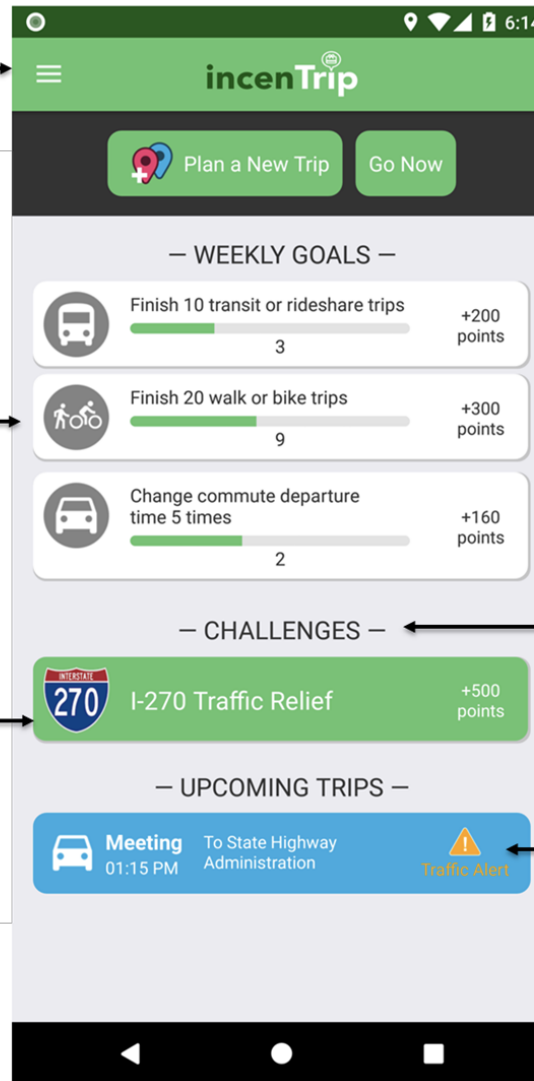 6:14
incenTrip
Plan a New Trip
Go Now
— WEEKLY GOALS —
Finish 10 transit or rideshare trips
3
+200
points
Finish 20 walk or bike trips
9
+300
points
Change commute departure
time 5 times
2
+160
points
— CHALLENGES —
INTERSTATE
270
I-270 Traffic Relief
+500
points
— UPCOMING TRIPS —
Meeting
01:15 PM
To State Highway
Administration
Traffic Alert